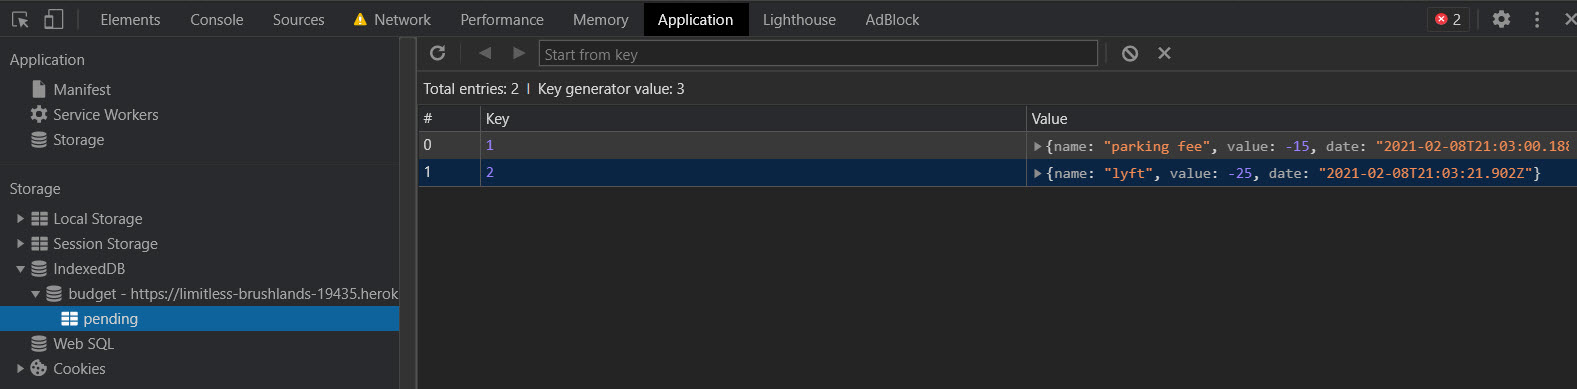 Elements Console Sources Network Performance Memory Application Lighthouse AdBlock 2
Application
Manifest
Service Workers
Storage
Storage
Local Storage
Session Storage
IndexedDB
budget - https://limitless-brushlands-19435.herok
pending
Web SQL
Cookies
Start from key
Total entries: 2 | Key generator value: 3
# Key Value
0 1 {name: "parking fee", value: -15, date: "2021-02-08T21:03:00.188
1 2 {name: "lyft", value: -25, date: "2021-02-08T21:03:21.902Z"}